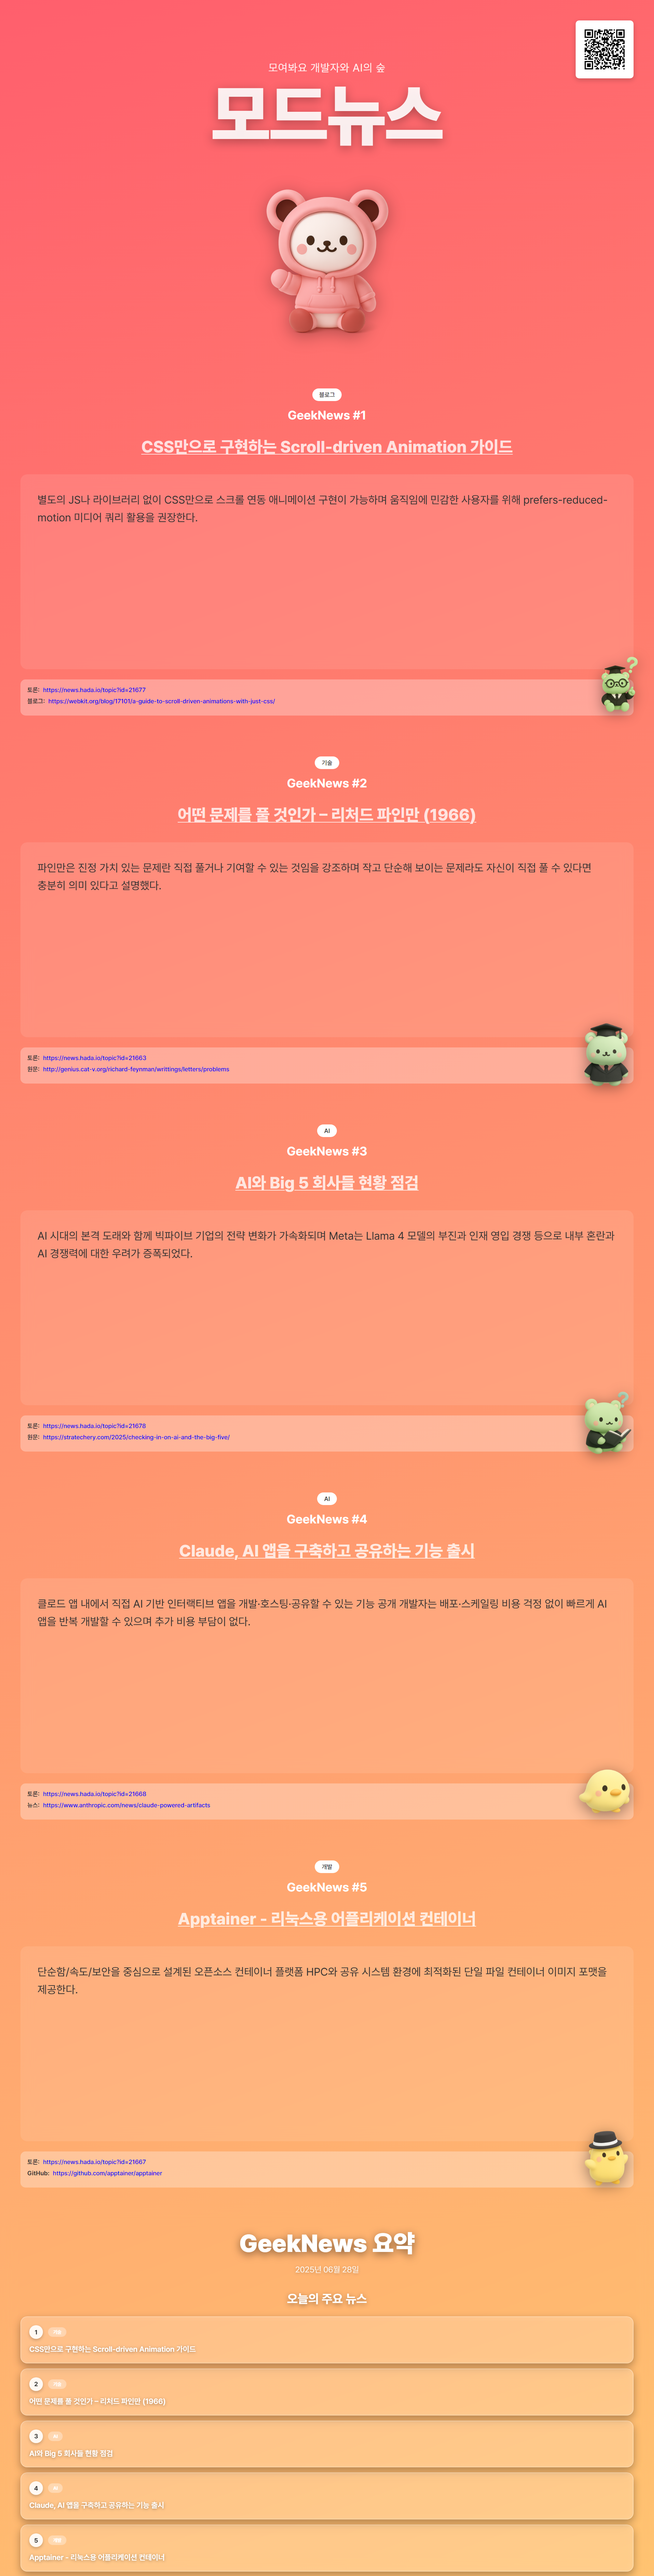 모여봐요 개발자와 AI의 숲
모드뉴스
블로그
GeekNews #1
CSS만으로 구현하는 Scroll-driven Animation 가이드
별도의 JS나 라이브러리 없이 CSS만으로 스크롤 연동 애니메이션 구현이 가능하며 움직임에 민감한 사용자를 위해 prefers-reduced-
motion 미디어 쿼리 활용을 권장한다.
토론: https://news.hada.io/topic?id=21677
블로그: https://webkit.org/blog/17101/a-guide-to-scroll-driven-animations-with-just-css/
기술
GeekNews #2
어떤 문제를 풀 것인가 – 리처드 파인만 (1966)
파인만은 진정 가치 있는 문제란 직접 풀거나 기여할 수 있는 것임을 강조하며 작고 단순해 보이는 문제라도 자신이 직접 풀 수 있다면
충분히 의미 있다고 설명했다.
토론: https://news.hada.io/topic?id=21663
원문: http://genius.cat-v.org/richard-feynman/writtings/letters/problems
AI
GeekNews #3
AI와 Big 5 회사들 현황 점검
AI 시대의 본격 도래와 함께 빅파이브 기업의 전략 변화가 가속화되며 Meta는 Llama 4 모델의 부진과 인재 영입 경쟁 등으로 내부 혼란과
AI 경쟁력에 대한 우려가 증폭되었다.
토론: https://news.hada.io/topic?id=21678
원문: https://stratechery.com/2025/checking-in-on-ai-and-the-big-five/
AI
GeekNews #4
Claude, AI 앱을 구축하고 공유하는 기능 출시
클로드 앱 내에서 직접 AI 기반 인터랙티브 앱을 개발·호스팅·공유할 수 있는 기능 공개 개발자는 배포·스케일링 비용 걱정 없이 빠르게 AI
앱을 반복 개발할 수 있으며 추가 비용 부담이 없다.
토론: https://news.hada.io/topic?id=21668
뉴스: https://www.anthropic.com/news/claude-powered-artifacts
개발
GeekNews #5
Apptainer - 리눅스용 어플리케이션 컨테이너
단순함/속도/보안을 중심으로 설계된 오픈소스 컨테이너 플랫폼 HPC와 공유 시스템 환경에 최적화된 단일 파일 컨테이너 이미지 포맷을
제공한다.
토론: https://news.hada.io/topic?id=21667
GitHub: https://github.com/apptainer/apptainer
GeekNews 요약
2025년 06월 28일
오늘의 주요 뉴스
1
CSS만으로 구현하는 Scroll-driven Animation 가이드
2
어떤 문제를 풀 것인가 – 리처드 파인만 (1966)
3
AI와 Big 5 회사들 현황 점검
4
Claude, AI 앱을 구축하고 공유하는 기능 출시
5
Apptainer - 리눅스용 어플리케이션 컨테이너